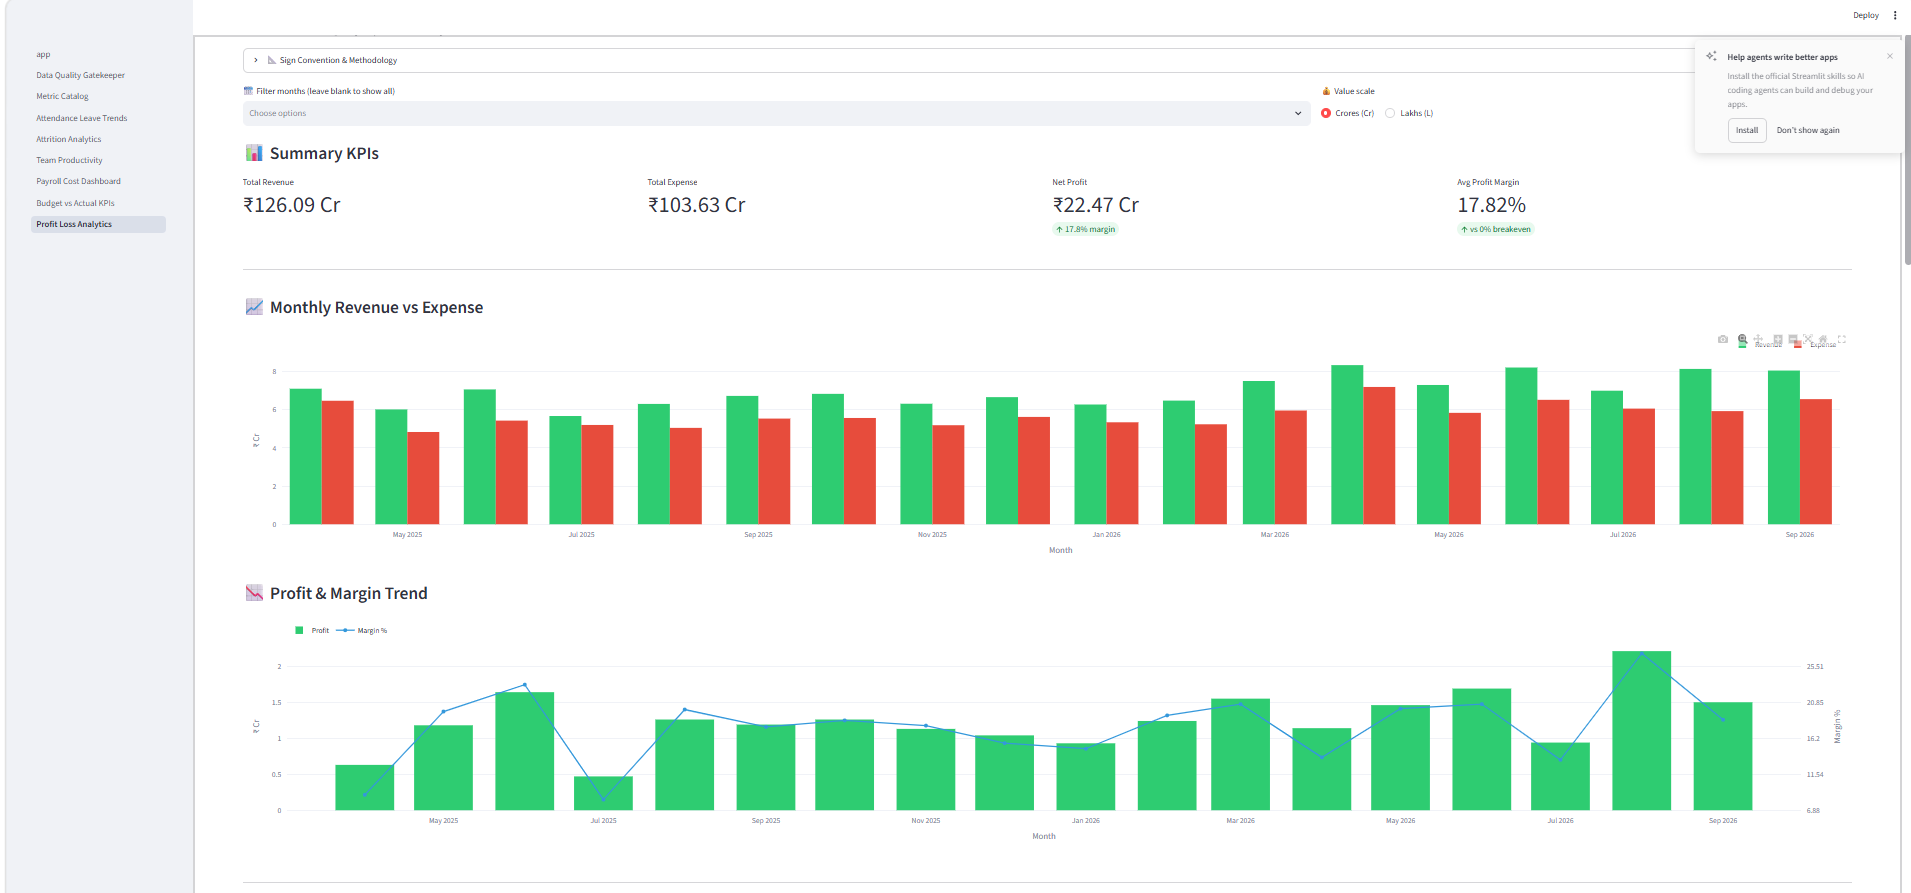 Deploy
app
Data Quality Gatekeeper
Metric Catalog
Attendance Leave Trends
Attrition Analytics
Team Productivity
Payroll Cost Dashboard
Budget vs Actual KPIs
Profit Loss Analytics
Help agents write better apps
Install the official Streamlit skills so AI
coding agents can build and debug your
apps.
Install
Don't show again
Sign Convention & Methodology
Filter months (leave blank to show all)
Choose options
Value scale
Crores (Cr)
Lakhs (L)
Summary KPIs
Total Revenue
₹126.09 Cr
Total Expense
₹103.63 Cr
Net Profit
₹22.47 Cr
↑ 17.8% margin
Avg Profit Margin
17.82%
↑ vs 0% breakeven
Monthly Revenue vs Expense
Revenue
Expense
8
6
4
2
0
₹ Cr
May 2025
Jul 2025
Sep 2025
Nov 2025
Jan 2026
Mar 2026
May 2026
Jul 2026
Sep 2026
Month
Profit & Margin Trend
Profit
Margin %
2
1.5
1
0.5
0
₹ Cr
25.51
20.85
16.2
11.54
6.88
Margin %
May 2025
Jul 2025
Sep 2025
Nov 2025
Jan 2026
Mar 2026
May 2026
Jul 2026
Sep 2026
Month